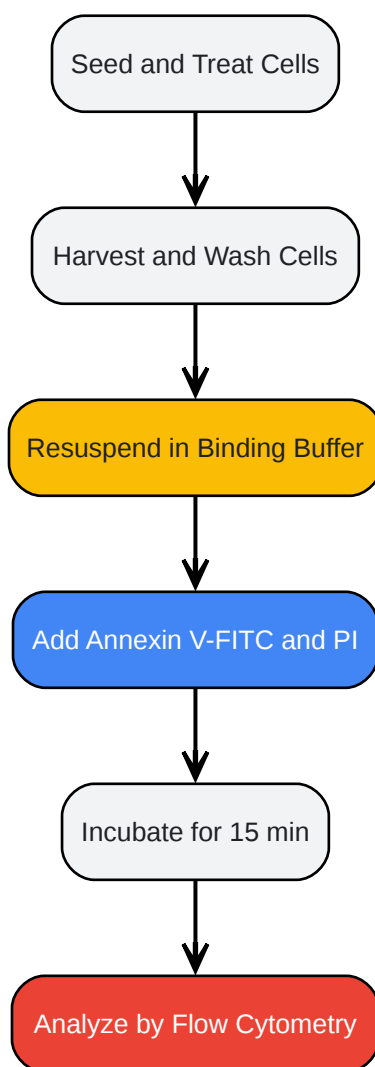 Seed and Treat Cells
Harvest and Wash Cells
Resuspend in Binding Buffer
Add Annexin V-FITC and PI
Incubate for 15 min
Analyze by Flow Cytometry